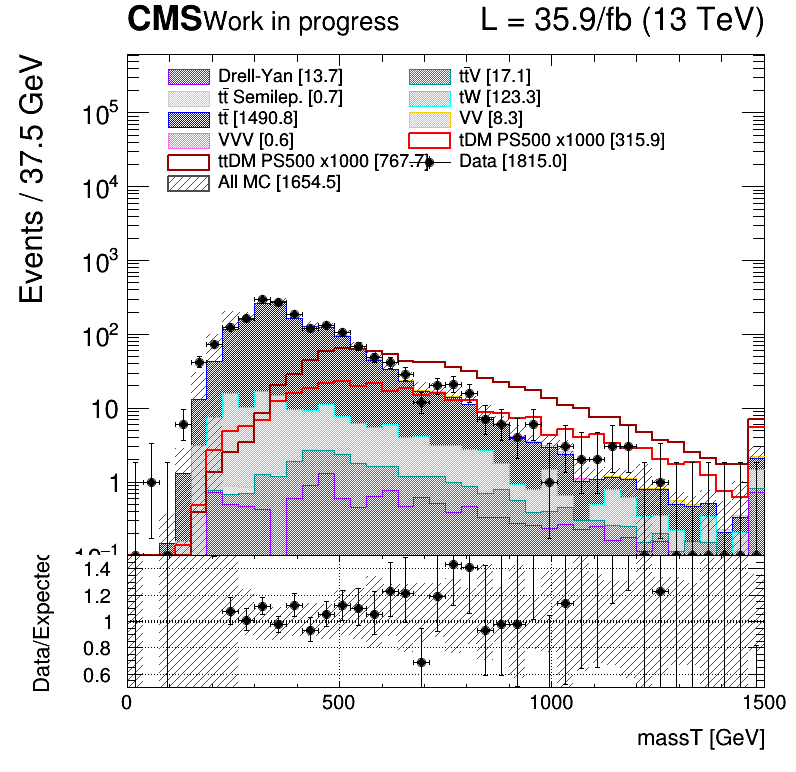 CMS Work in progress L = 35.9/fb (13 TeV)
Events / 37.5 GeV
Drell-Yan [13.7] tt̄V [17.1]
tt̄ Semilep. [0.7] tW [123.3]
tt̄ [1490.8] VV [8.3]
VVV [0.6] tDM PS500 x1000 [315.9]
ttDM PS500 x1000 [767.7] Data [1815.0]
All MC [1654.5]
10⁵
10⁴
10³
10²
10
1
10⁻¹
Data/Expected
1.4
1.2
1
0.8
0.6
0 500 1000 1500
massT [GeV]